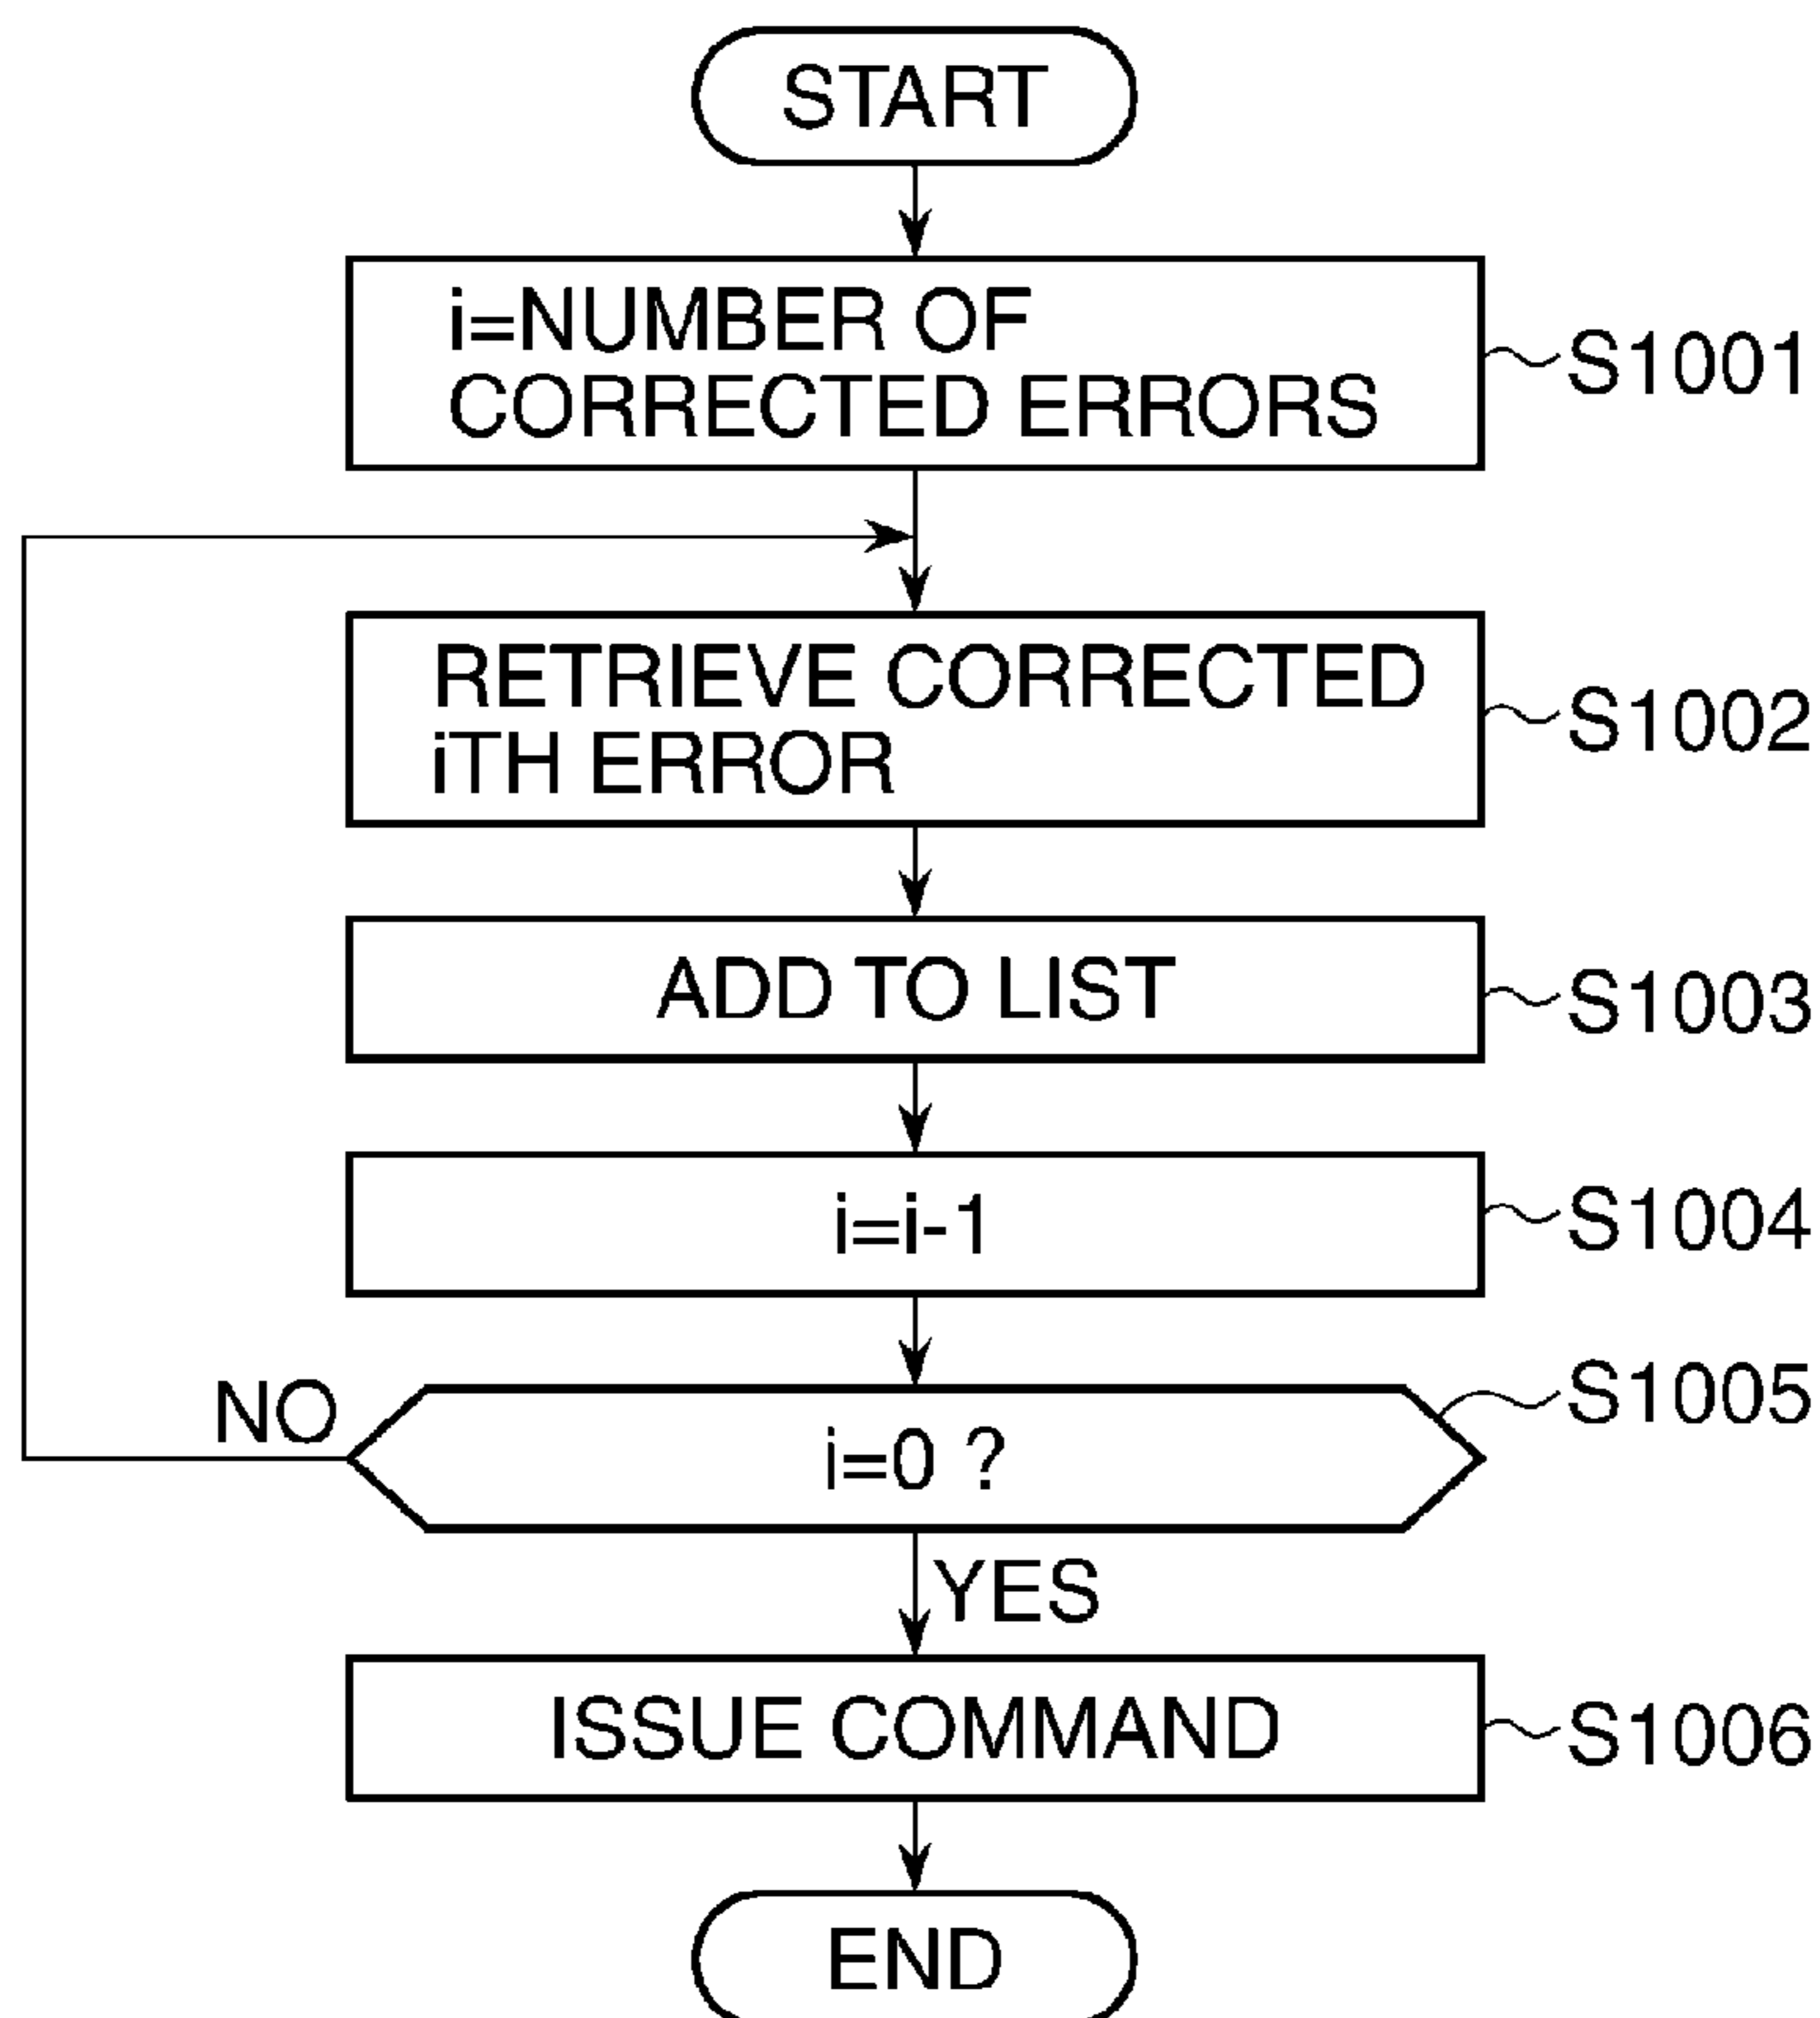 START
i=NUMBER OF
CORRECTED ERRORS
S1001
RETRIEVE CORRECTED
iTH ERROR
S1002
ADD TO LIST
S1003
i=i-1
S1004
NO
i=0 ?
S1005
YES
ISSUE COMMAND
S1006
END